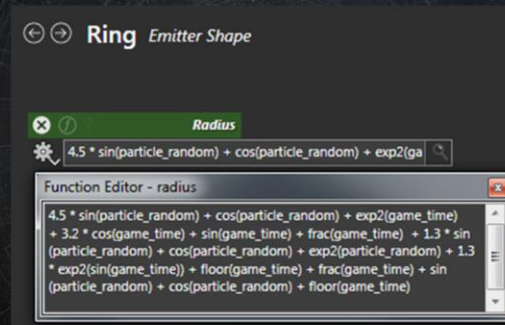 Ring Emitter Shape
Radius
4.5 * sin(particle_random) + cos(particle_random) + exp2(ga
Function Editor - radius
4.5 * sin(particle_random) + cos(particle_random) + exp2(game_time)
+ 3.2 * cos(game_time) + sin(game_time) + frac(game_time) + 1.3 * sin
(particle_random) + cos(particle_random) + exp2(particle_random) + 1.3
* exp2(sin(game_time)) + floor(game_time) + frac(game_time) + sin
(particle_random) + cos(particle_random) + floor(game_time)